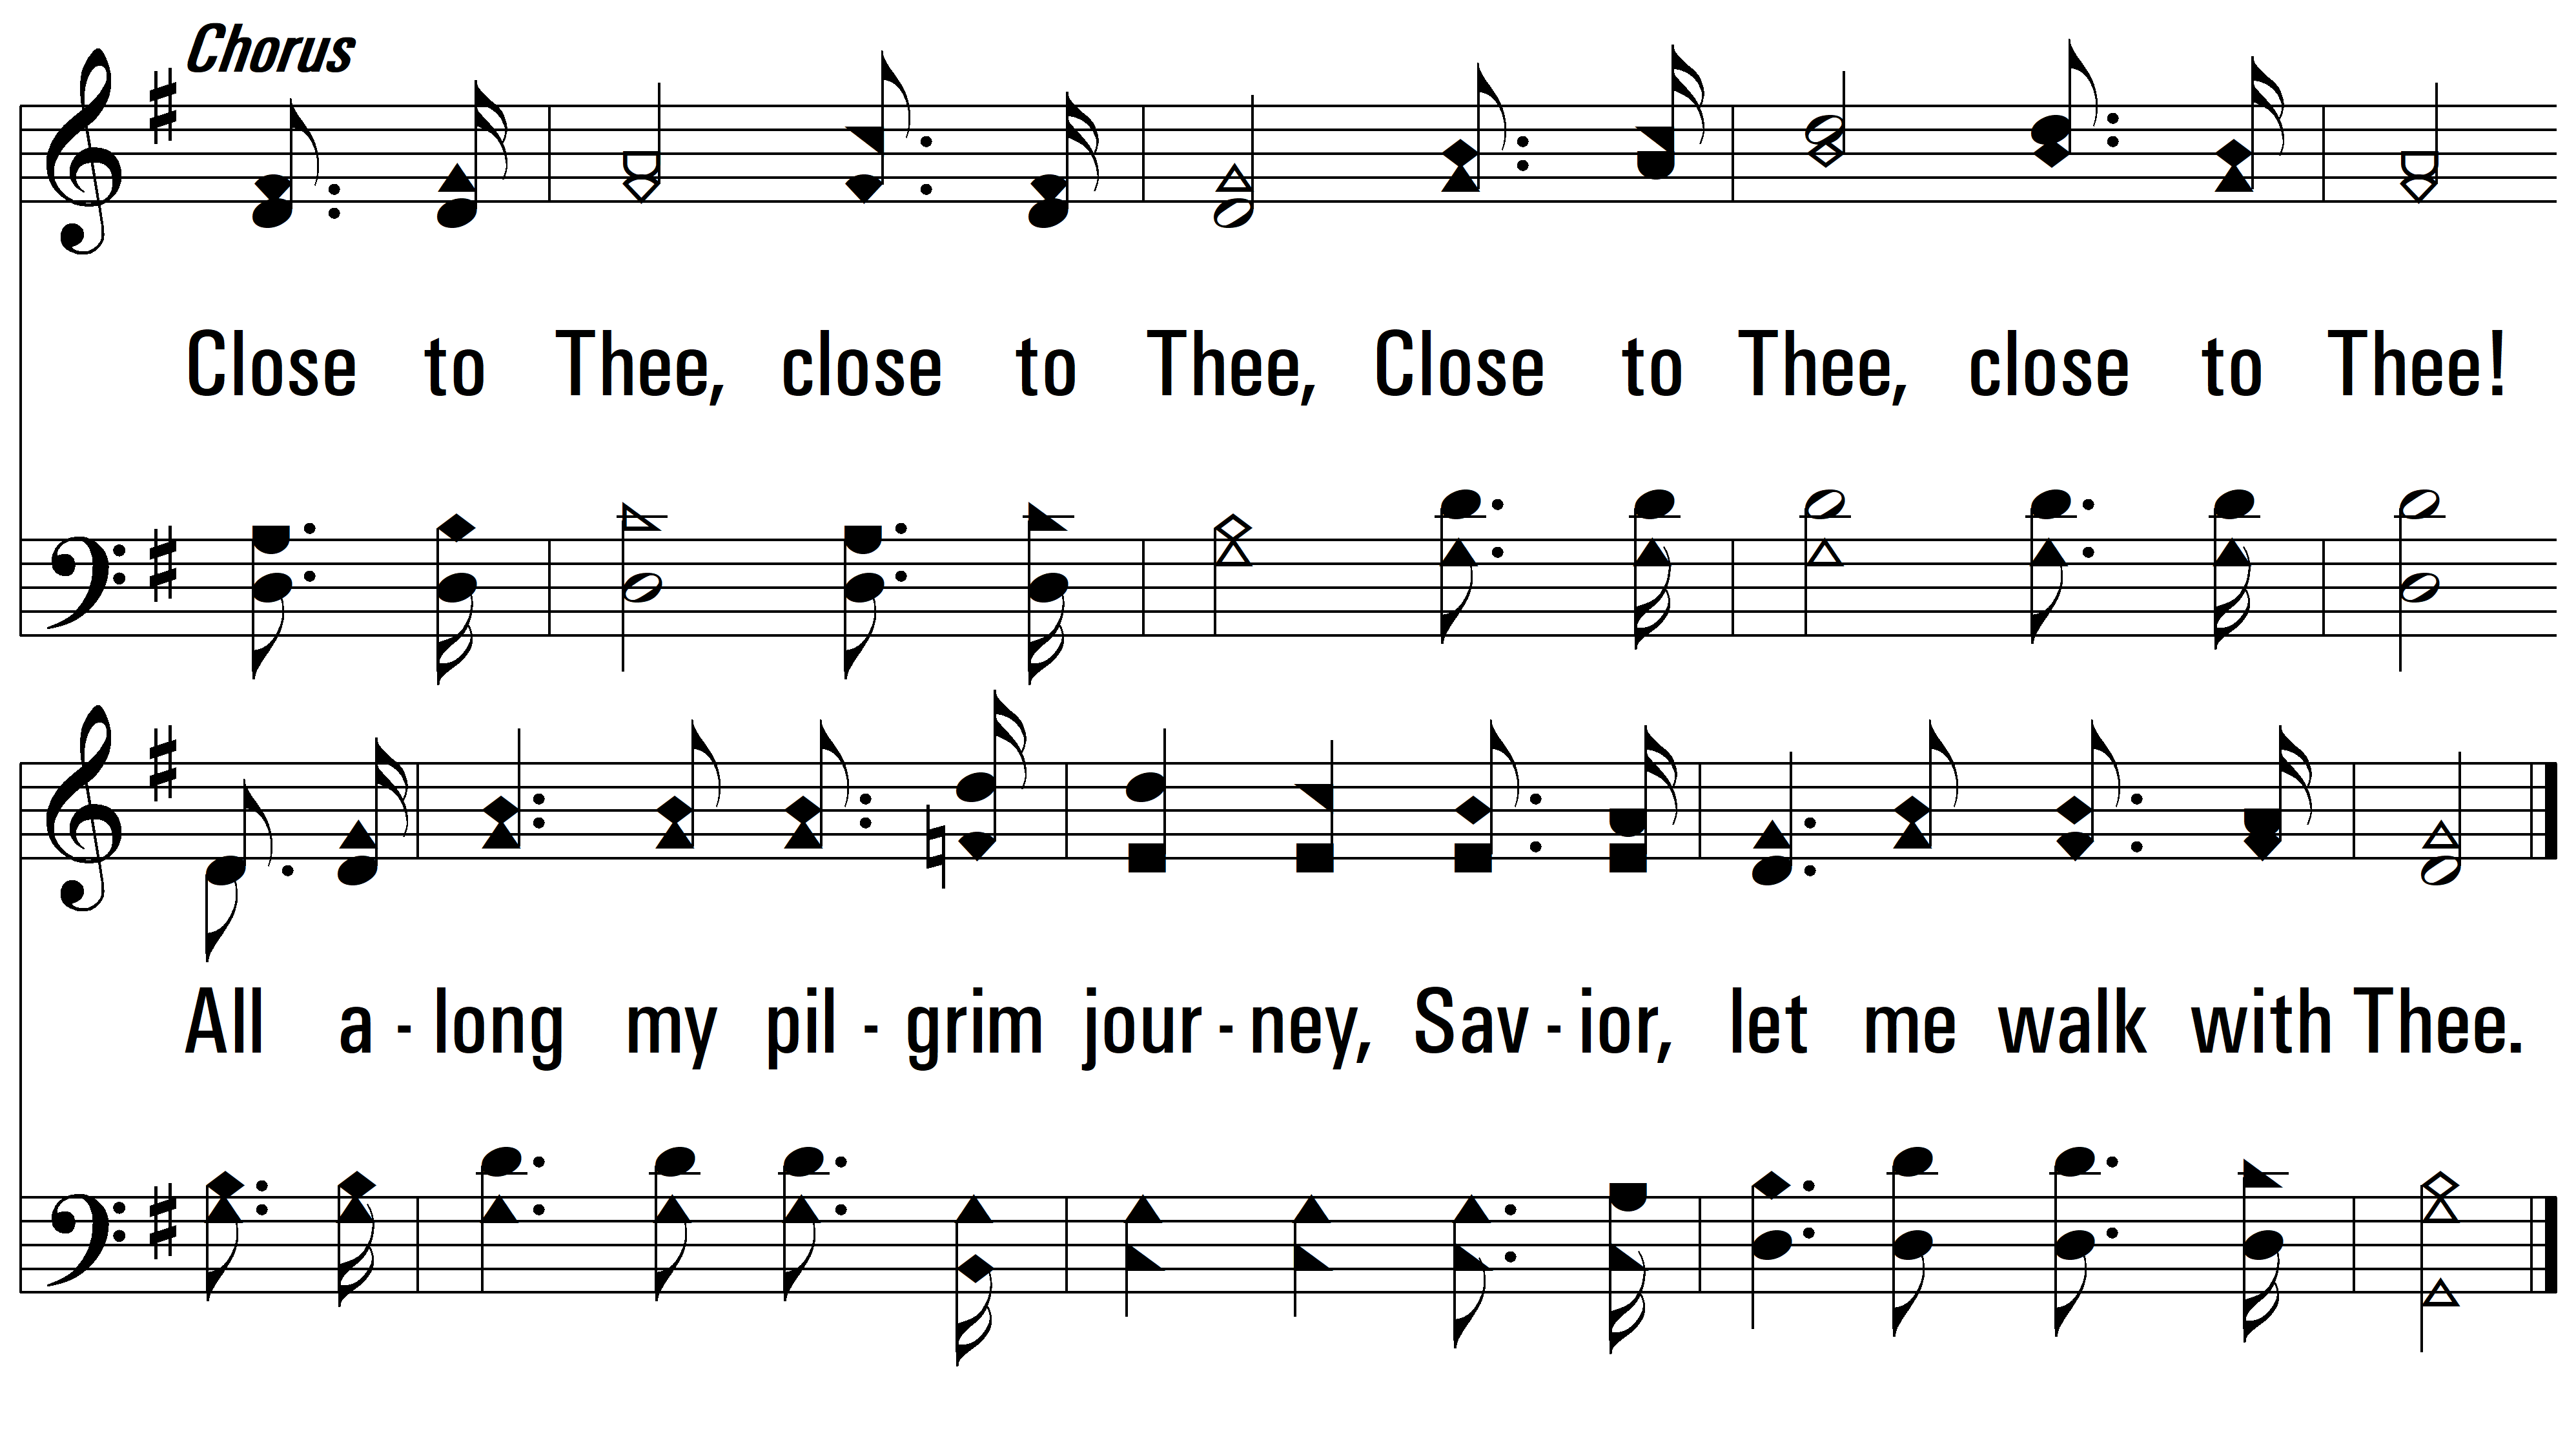 Chorus
Close to Thee, close to Thee, Close to Thee, close to Thee!
All a - long my pil - grim jour - ney, Sav - ior, let me walk with Thee.